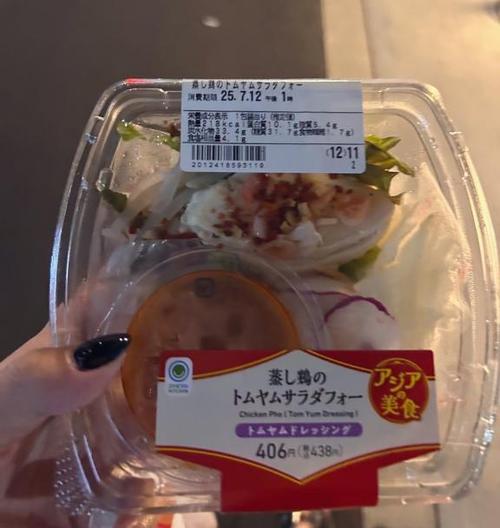 蒸し鶏のトムヤムサラダフォー
消費期限 25.7.12 午後 1時
栄養成分表示 1包装当り(推定値)
熱量218kcal 蛋白質10.1g 脂質5.4g
炭水化物33.4g (糖質31.7g 食物繊維1.7g)
食塩相当量4.1g
(12)11
2
2012418593119
アジア
の
美食
蒸し鶏の
トムヤムサラダフォー
Chicken Pho ( Tom Yum Dressing )
トムヤムドレッシング
406円(税込438円)